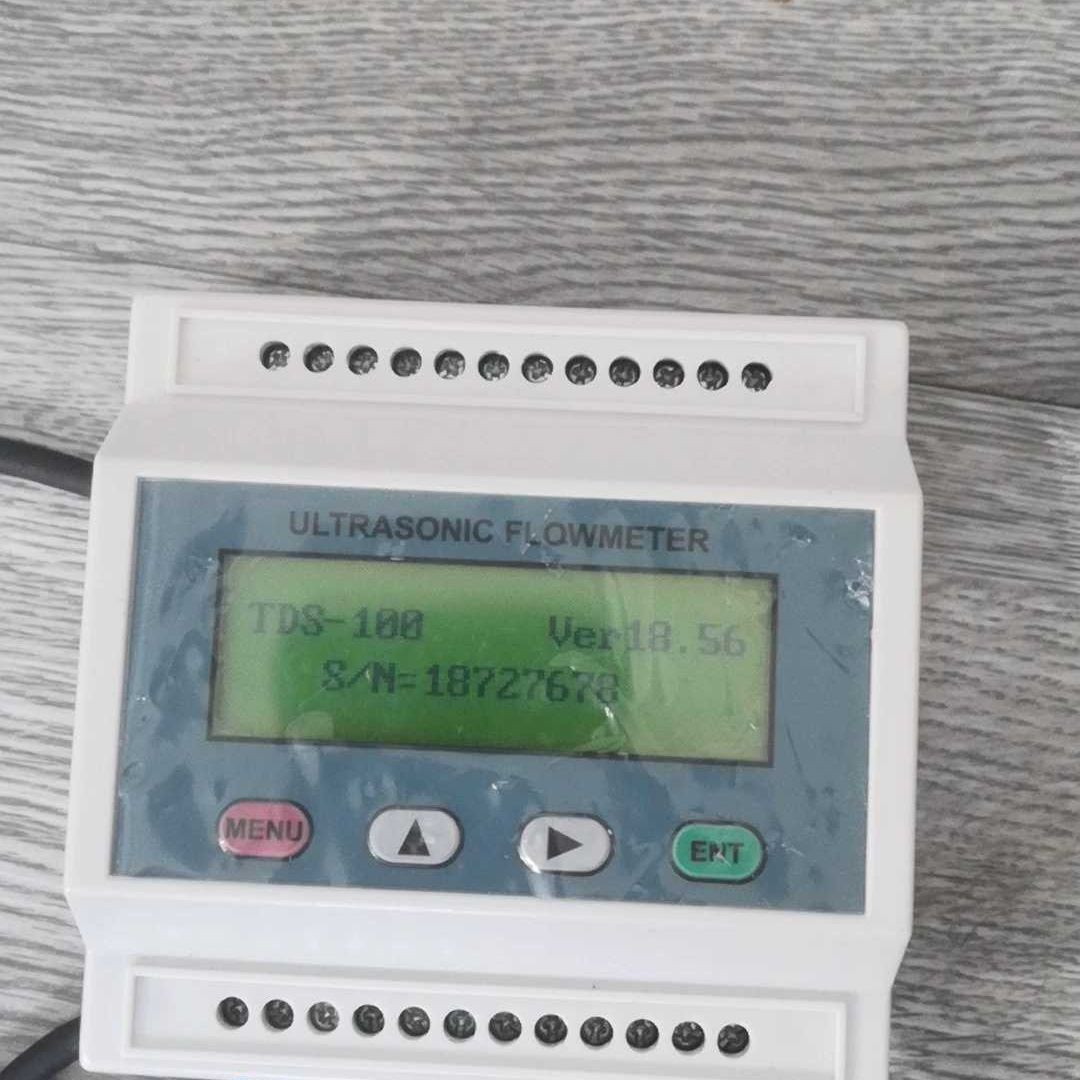 ULTRASONIC FLOWMETER
TDS-100 Ver18.56
S/N=18727678
MENU ENT